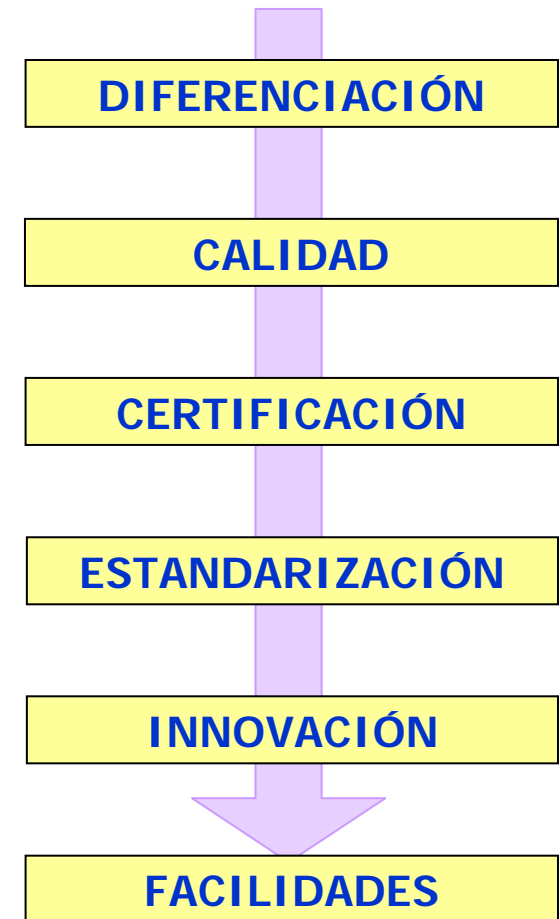 DIFERENCIACIÓN
CALIDAD
CERTIFICACIÓN
ESTANDARIZACIÓN
INNOVACIÓN
FACILIDADES